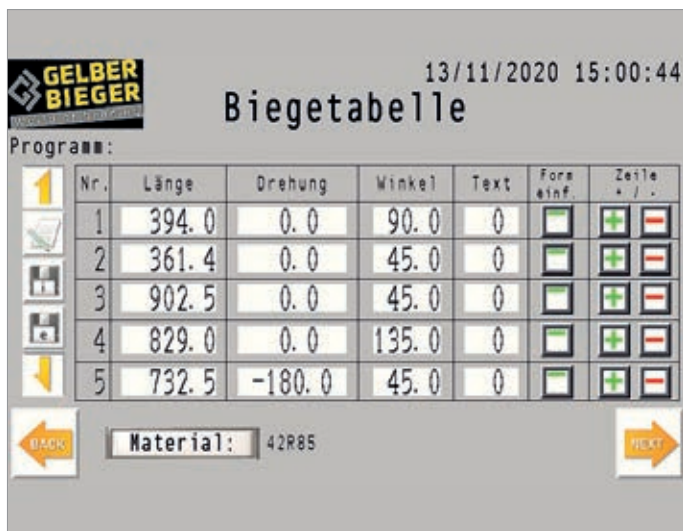 GELBER
BIEGER
13/11/2020 15:00:44
Biegetabelle
Programm:
Nr. Länge Drehung Winkel Text Form einf. Zeile + / -
1 394.0 0.0 90.0 0 + -
2 361.4 0.0 45.0 0 + -
3 902.5 0.0 45.0 0 + -
4 829.0 0.0 135.0 0 + -
5 732.5 -180.0 45.0 0 + -
BACK
Material: 42R85
NEXT